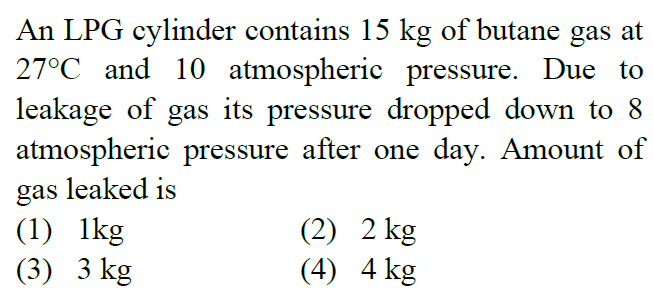 An LPG cylinder contains 15 kg of butane gas at
27°C and 10 atmospheric pressure. Due to
leakage of gas its pressure dropped down to 8
atmospheric pressure after one day. Amount of
gas leaked is
(1) 1kg (2) 2 kg
(3) 3 kg (4) 4 kg